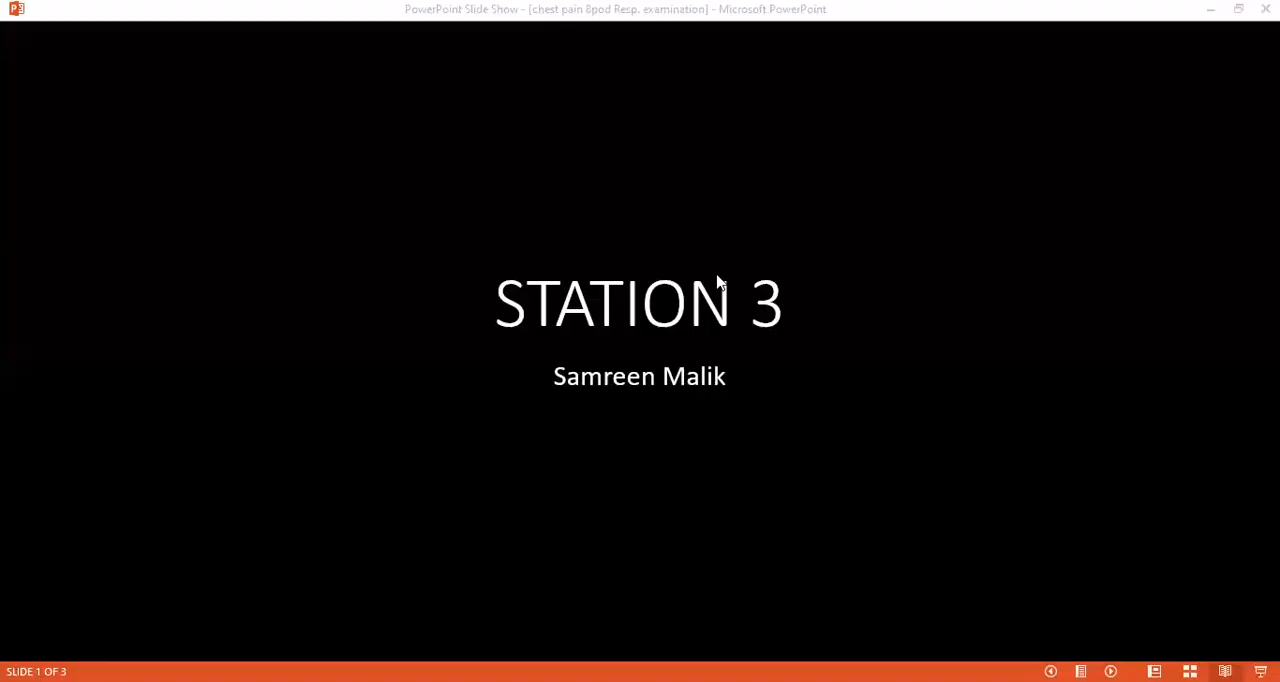 PowerPoint Slide Show - [chest pain 8pod Resp. examination] - Microsoft PowerPoint
STATION 3
Samreen Malik
SLIDE 1 OF 3